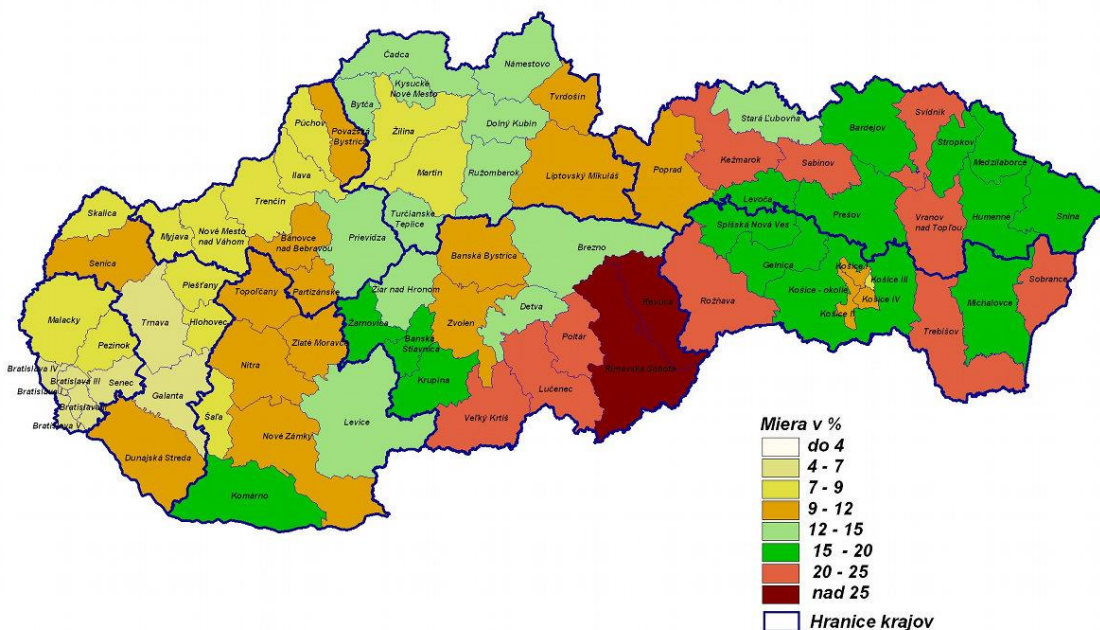 Čadca
Námestovo
Kysucké
Nové Mesto
Bytča
Tvrdošín
Púchov
Považská
Bystrica
Žilina
Dolný Kubín
Stará Ľubovňa
Svidník
Bardejov
Stropkov
Medzilaborce
Ilava
Martin
Ružomberok
Liptovský Mikuláš
Poprad
Kežmarok
Sabinov
Trenčín
Levoča
Prešov
Vranov
nad Topľou
Humenné
Snina
Skalica
Myjava
Nové Mesto
nad Váhom
Bánovce
nad Bebravou
Prievidza
Turčianske
Teplice
Spišská Nová Ves
Senica
Banská Bystrica
Brezno
Gelnica
Košice I
Košice III
Sobrance
Piešťany
Topoľčany
Partizánske
Žiar nad Hronom
Košice - okolie
Košice IV
Košice II
Rožňava
Michalovce
Malacky
Trnava
Hlohovec
Žarnovica
Zvolen
Detva
Revúca
Trebišov
Pezinok
Zlaté Moravce
Banská
Štiavnica
Poltár
Bratislava IV
Bratislava III
Senec
Nitra
Krupina
Rimavská Sobota
Bratislava I
Galanta
Lučenec
Bratislava II
Bratislava V
Šaľa
Veľký Krtíš
Levice
Nové Zámky
Dunajská Streda
Komárno
Miera v %
do 4
4 - 7
7 - 9
9 - 12
12 - 15
15 - 20
20 - 25
nad 25
Hranice krajov